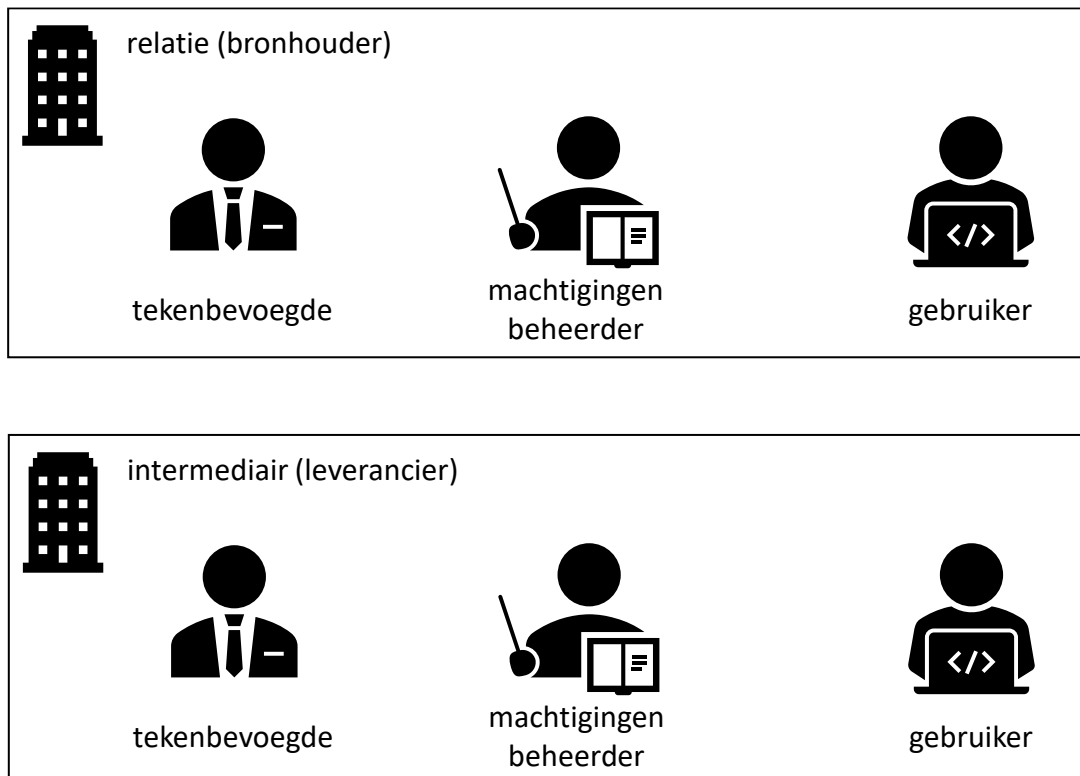 relatie (bronhouder)
tekenbevoegde
machtigingen
beheerder
gebruiker
</>
intermediair (leverancier)
tekenbevoegde
machtigingen
beheerder
gebruiker
</>